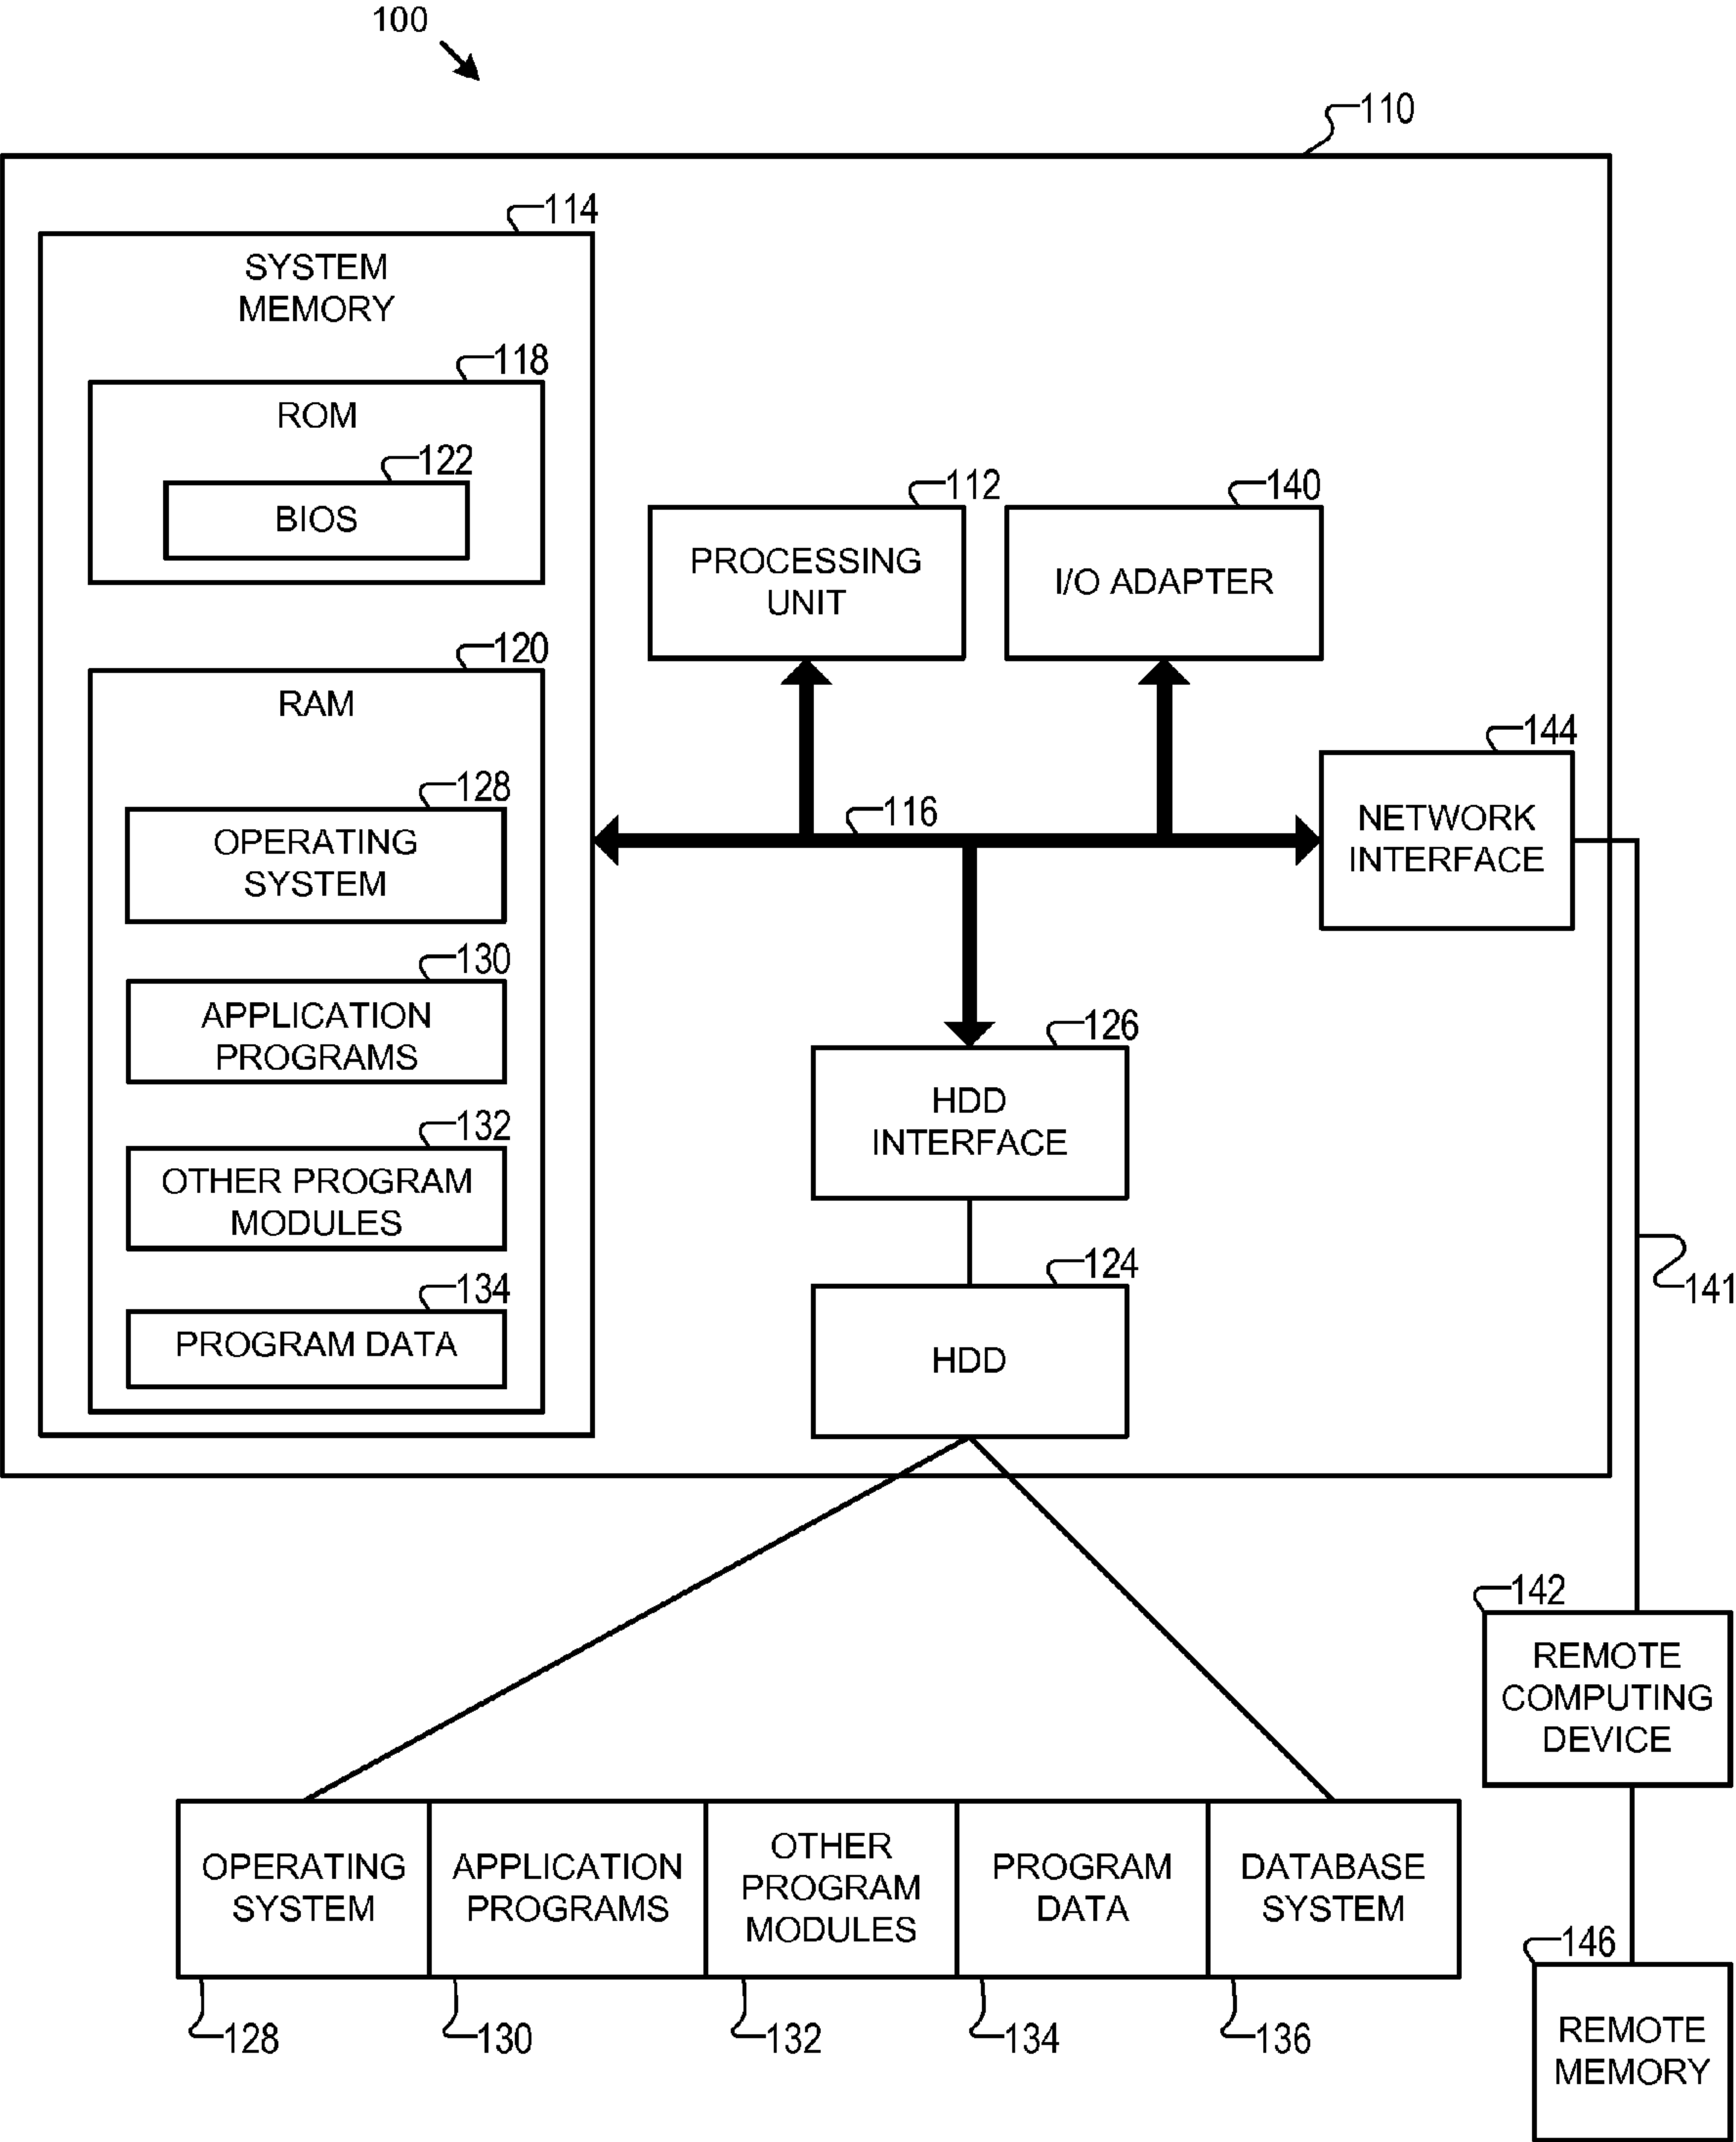 100
110
114
SYSTEM
MEMORY
118
ROM
122
BIOS
112
PROCESSING
UNIT
140
I/O ADAPTER
120
RAM
128
OPERATING
SYSTEM
130
APPLICATION
PROGRAMS
132
OTHER PROGRAM
MODULES
134
PROGRAM DATA
116
144
NETWORK
INTERFACE
126
HDD
INTERFACE
124
HDD
141
142
REMOTE
COMPUTING
DEVICE
OPERATING
SYSTEM
APPLICATION
PROGRAMS
OTHER
PROGRAM
MODULES
PROGRAM
DATA
DATABASE
SYSTEM
128
130
132
134
136
146
REMOTE
MEMORY